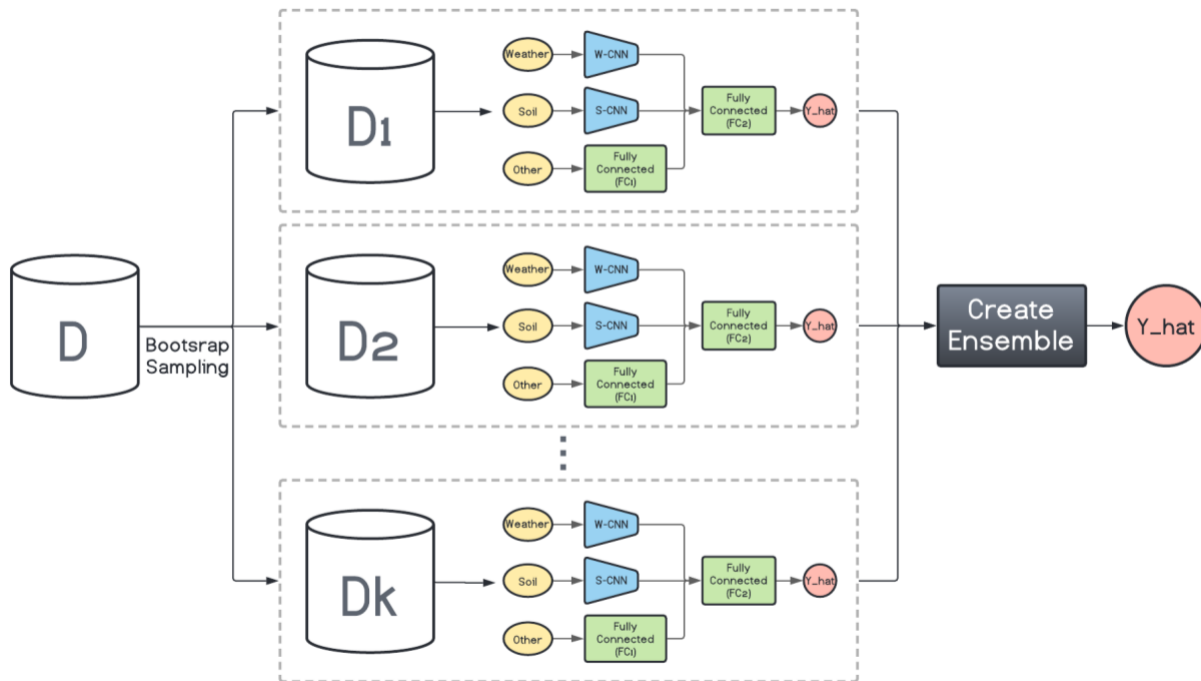 D
Bootsrap
Sampling
D1
Weather
W-CNN
Soil
S-CNN
Other
Fully
Connected
(FC1)
Fully
Connected
(FC2)
Y_hat
D2
Weather
W-CNN
Soil
S-CNN
Other
Fully
Connected
(FC1)
Fully
Connected
(FC2)
Y_hat
Dk
Weather
W-CNN
Soil
S-CNN
Other
Fully
Connected
(FC1)
Fully
Connected
(FC2)
Y_hat
Create
Ensemble
Y_hat